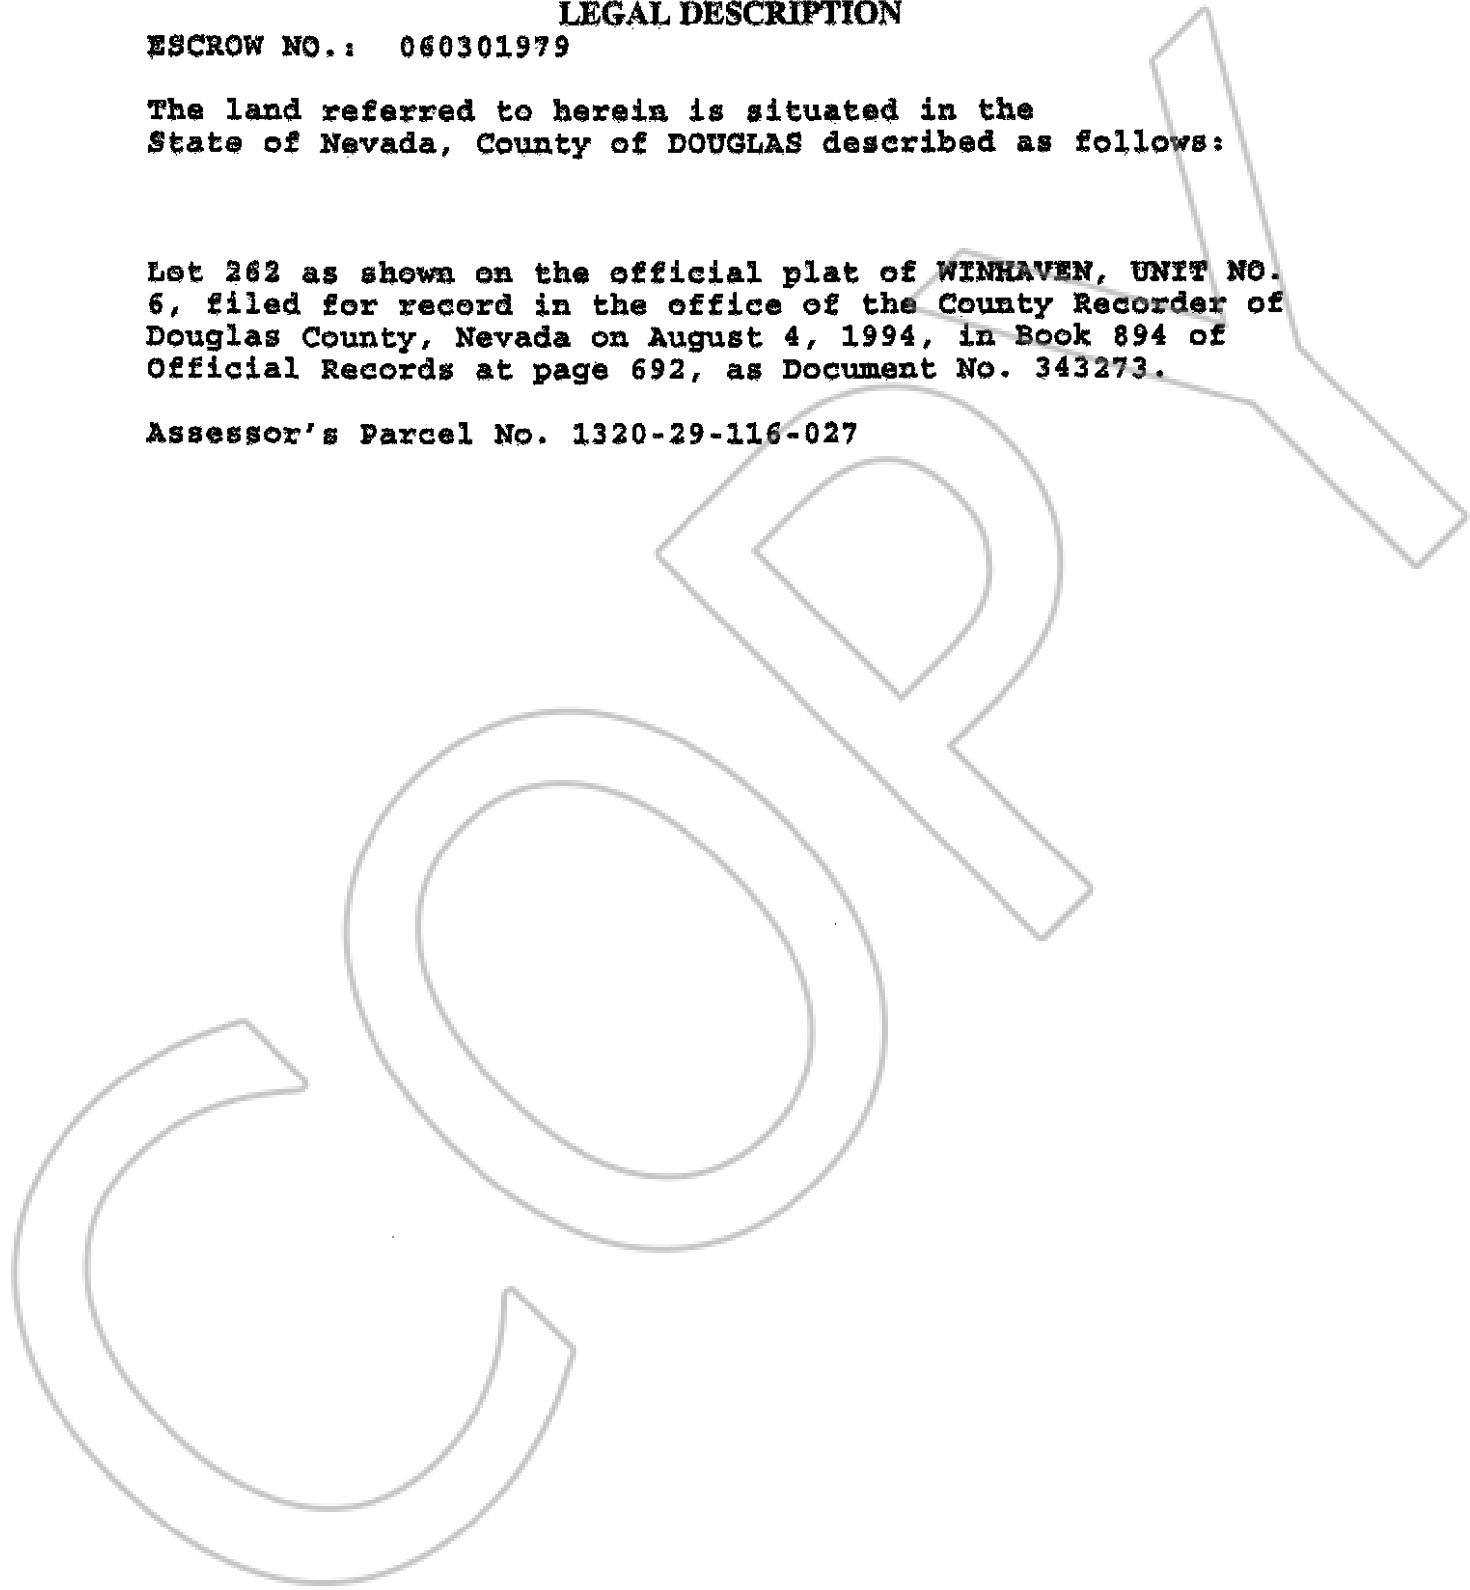 LEGAL DESCRIPTION
ESCROW NO.: 060301979
The land referred to herein is situated in the
State of Nevada, County of DOUGLAS described as follows:
Lot 262 as shown on the official plat of WINHAVEN, UNIT NO.
6, filed for record in the office of the County Recorder of
Douglas County, Nevada on August 4, 1994, in Book 894 of
Official Records at page 692, as Document No. 343273.
Assessor's Parcel No. 1320-29-116-027
COPY